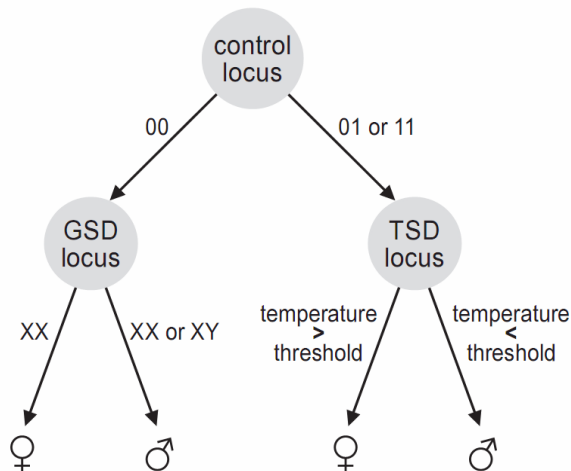 control
locus
00
01 or 11
GSD
locus
TSD
locus
XX
XX or XY
temperature
>
threshold
temperature
<
threshold
♀
♂
♀
♂